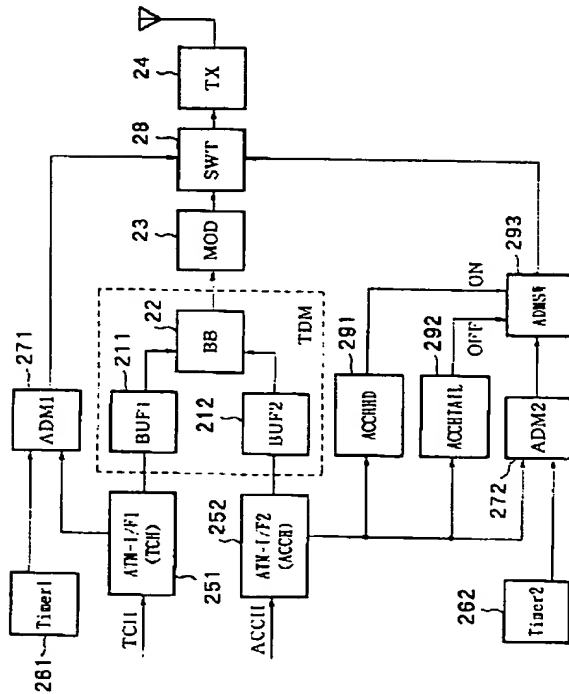 261
Timer1
271
ADM1
TCH
ATM-I/F1
(TCH)
251
ACCH
ATM-I/F2
(ACCH)
252
BUF1
211
BUF2
212
BB
22
TDM
MOD
23
SWT
28
TX
24
ACCHHD
291
ON
ACCHTAIL
292
OFF
ADMSW
293
ADM2
272
Timer2
262